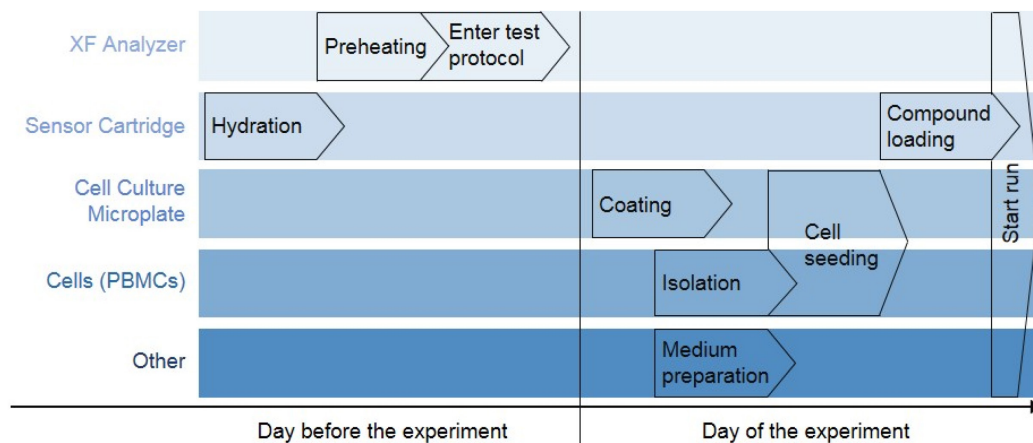 XF Analyzer
Preheating
Enter test
protocol
Sensor Cartridge
Hydration
Compound
loading
Cell Culture
Microplate
Coating
Cell
seeding
Start run
Cells (PBMCs)
Isolation
Other
Medium
preparation
Day before the experiment
Day of the experiment